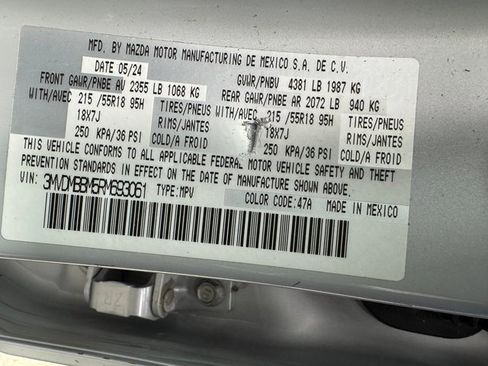 MFD. BY MAZDA MOTOR MANUFACTURING DE MEXICO S.A. DE C.V.
DATE 05/24 GVWR/PNBV 4381 LB 1987 KG
FRONT GAWR/PNBE AV 2355 LB 1068 KG REAR GAWR/PNBE AR 2072 LB 940 KG
WITH/AVEC 215/55R18 95H TIRES/PNEUS WITH/AVEC 215/55R18 95H TIRES/PNEUS
18X7J RIMS/JANTES 18X7J RIMS/JANTES
250 KPA/36 PSI COLD/A FROID 250 KPA/36 PSI COLD/A FROID
THIS VEHICLE CONFORMS TO ALL APPLICABLE FEDERAL MOTOR VEHICLE SAFETY AND THEFT
PREVENTION STANDARDS IN EFFECT ON THE DATE OF MANUFACTURE SHOWN ABOVE.
VIN: 3MVDMBBM5RM693061 TYPE:MPV COLOR CODE:47A MADE IN MEXICO
ZR